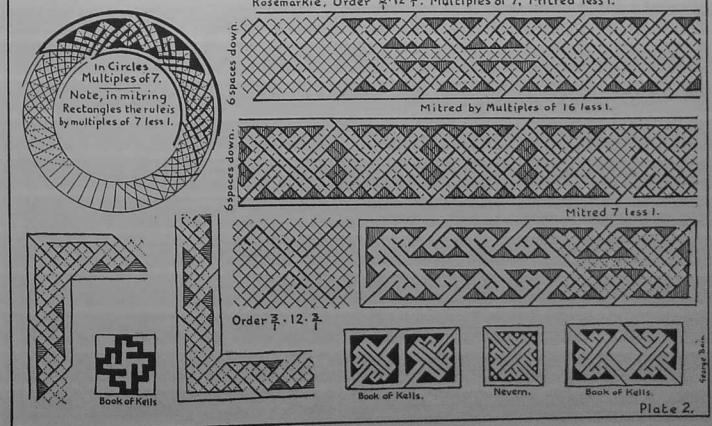 Rosemarkie, Order 3/2·12 2/1. Multiples of 7, Mitred less 1.
In Circles
Multiples of 7.
Note, in mitring
Rectangles the rule is
by multiples of 7 less 1.
6 spaces down.
Mitred by Multiples of 16 less 1.
6 spaces down.
Mitred 7 less 1.
Order 3/1 · 12 · 3/1
Book of Kells
Book of Kells.
Nevern.
Book of Kells.
George Bain
Plate 2.